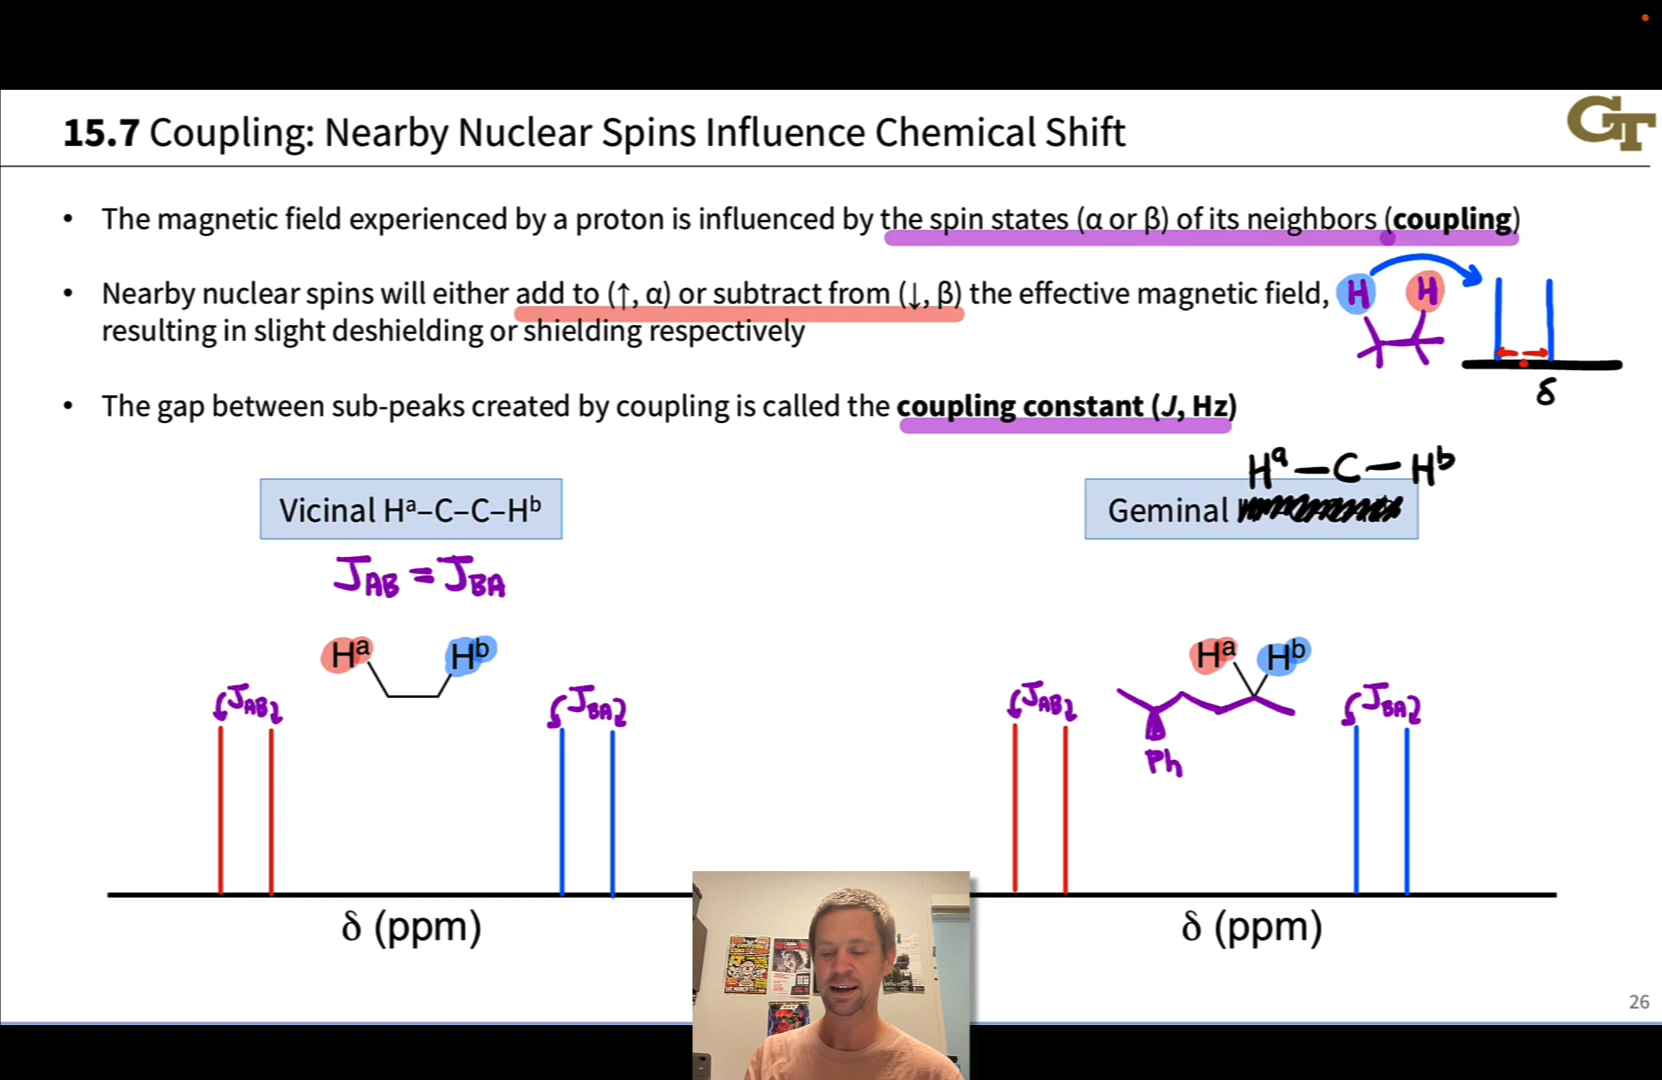 15.7 Coupling: Nearby Nuclear Spins Influence Chemical Shift
GT
• The magnetic field experienced by a proton is influenced by the spin states (α or β) of its neighbors (coupling)
• Nearby nuclear spins will either add to (↑, α) or subtract from (↓, β) the effective magnetic field,
resulting in slight deshielding or shielding respectively
H H
δ
• The gap between sub-peaks created by coupling is called the coupling constant (J, Hz)
Vicinal Hᵃ–C–C–Hᵇ
Hᵃ–C–Hᵇ
Geminal
J_AB = J_BA
Hᵃ Hᵇ
J_AB J_BA
δ (ppm)
Hᵃ Hᵇ
J_AB J_BA
Ph
δ (ppm)
26